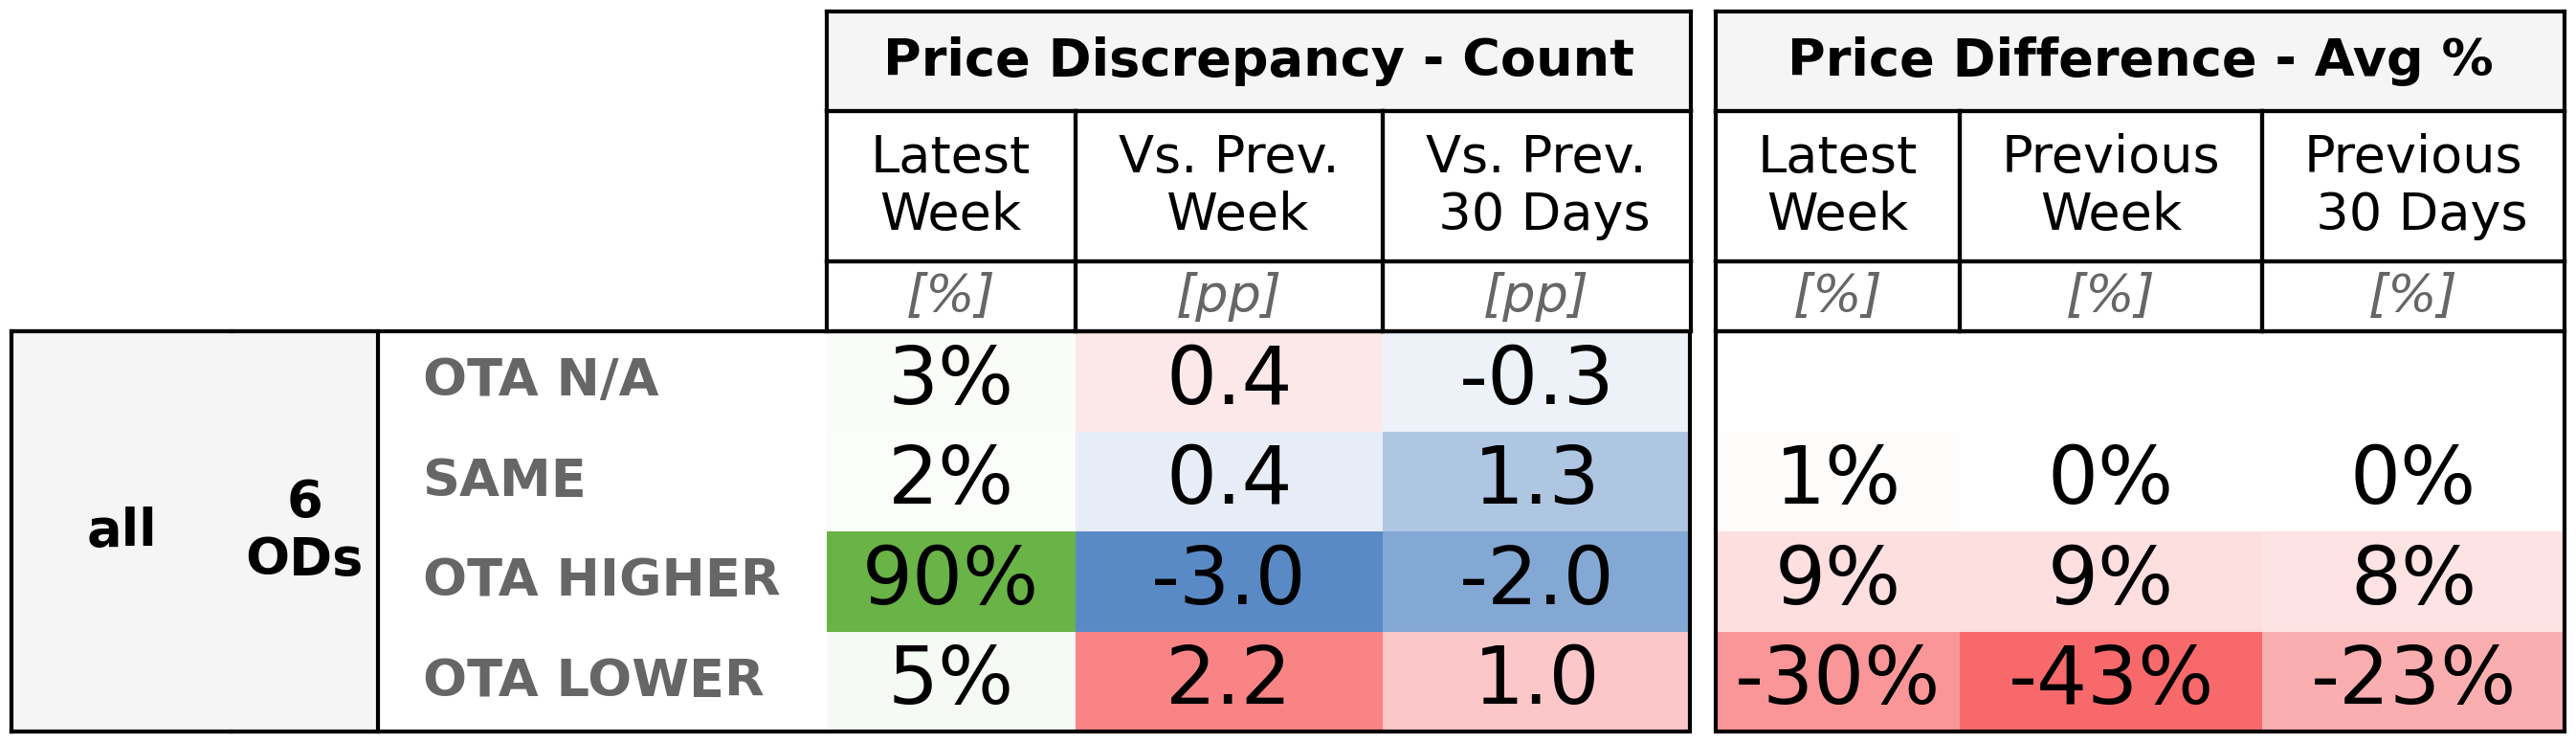 Price Discrepancy - Count Price Difference - Avg %
Latest Week Vs. Prev. Week Vs. Prev. 30 Days Latest Week Previous Week Previous 30 Days
[%] [pp] [pp] [%] [%] [%]
all
6 ODs
OTA N/A 3% 0.4 -0.3
SAME 2% 0.4 1.3 1% 0% 0%
OTA HIGHER 90% -3.0 -2.0 9% 9% 8%
OTA LOWER 5% 2.2 1.0 -30% -43% -23%